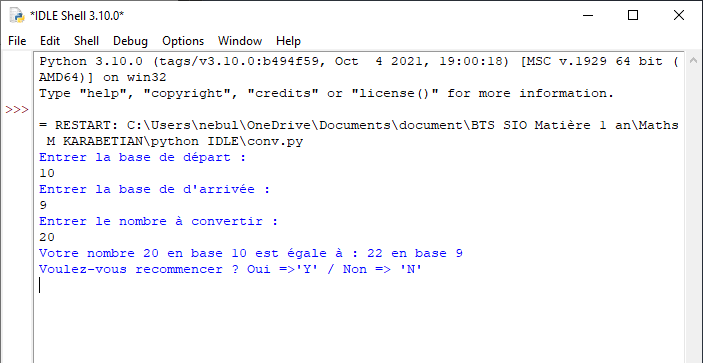 *IDLE Shell 3.10.0*
File Edit Shell Debug Options Window Help
Python 3.10.0 (tags/v3.10.0:b494f59, Oct  4 2021, 19:00:18) [MSC v.1929 64 bit (
AMD64)] on win32
Type "help", "copyright", "credits" or "license()" for more information.
>>>
= RESTART: C:\Users\nebul\OneDrive\Documents\document\BTS SIO Matière 1 an\Maths
 M KARABETIAN\python IDLE\conv.py
Entrer la base de départ :
10
Entrer la base de d'arrivée :
9
Entrer le nombre à convertir :
20
Votre nombre 20 en base 10 est égale à : 22 en base 9
Voulez-vous recommencer ? Oui =>'Y' / Non => 'N'